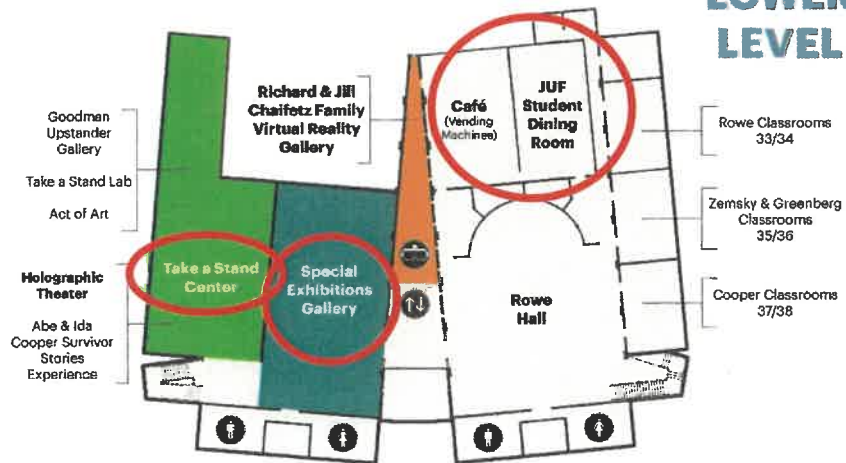 LOWER
LEVEL
Goodman
Upstander
Gallery
Take a Stand Lab
Act of Art
Holographic
Theater
Abe & Ida
Cooper Survivor
Stories
Experience
Richard & Jill
Chaifetz Family
Virtual Reality
Gallery
Take a Stand
Center
Special
Exhibitions
Gallery
Café
(Vending
Machines)
JUF
Student
Dining
Room
Rowe
Hall
Rowe Classrooms
33/34
Zemsky & Greenberg
Classrooms
35/36
Cooper Classrooms
37/38